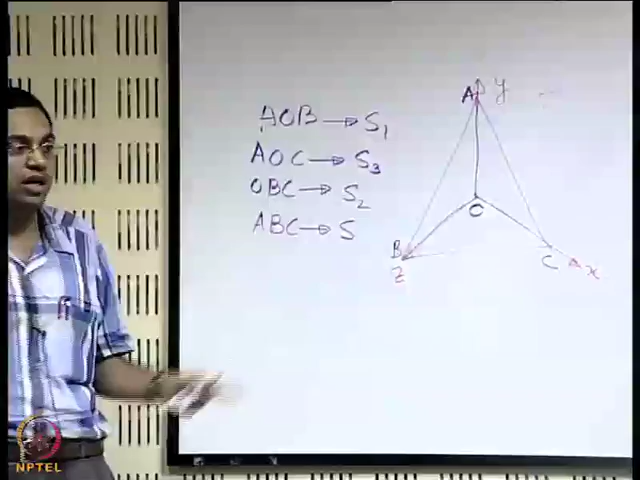 AOB → S1
AOC → S3
OBC → S2
ABC → S
A
y
O
B
Z
C
x
NPTEL